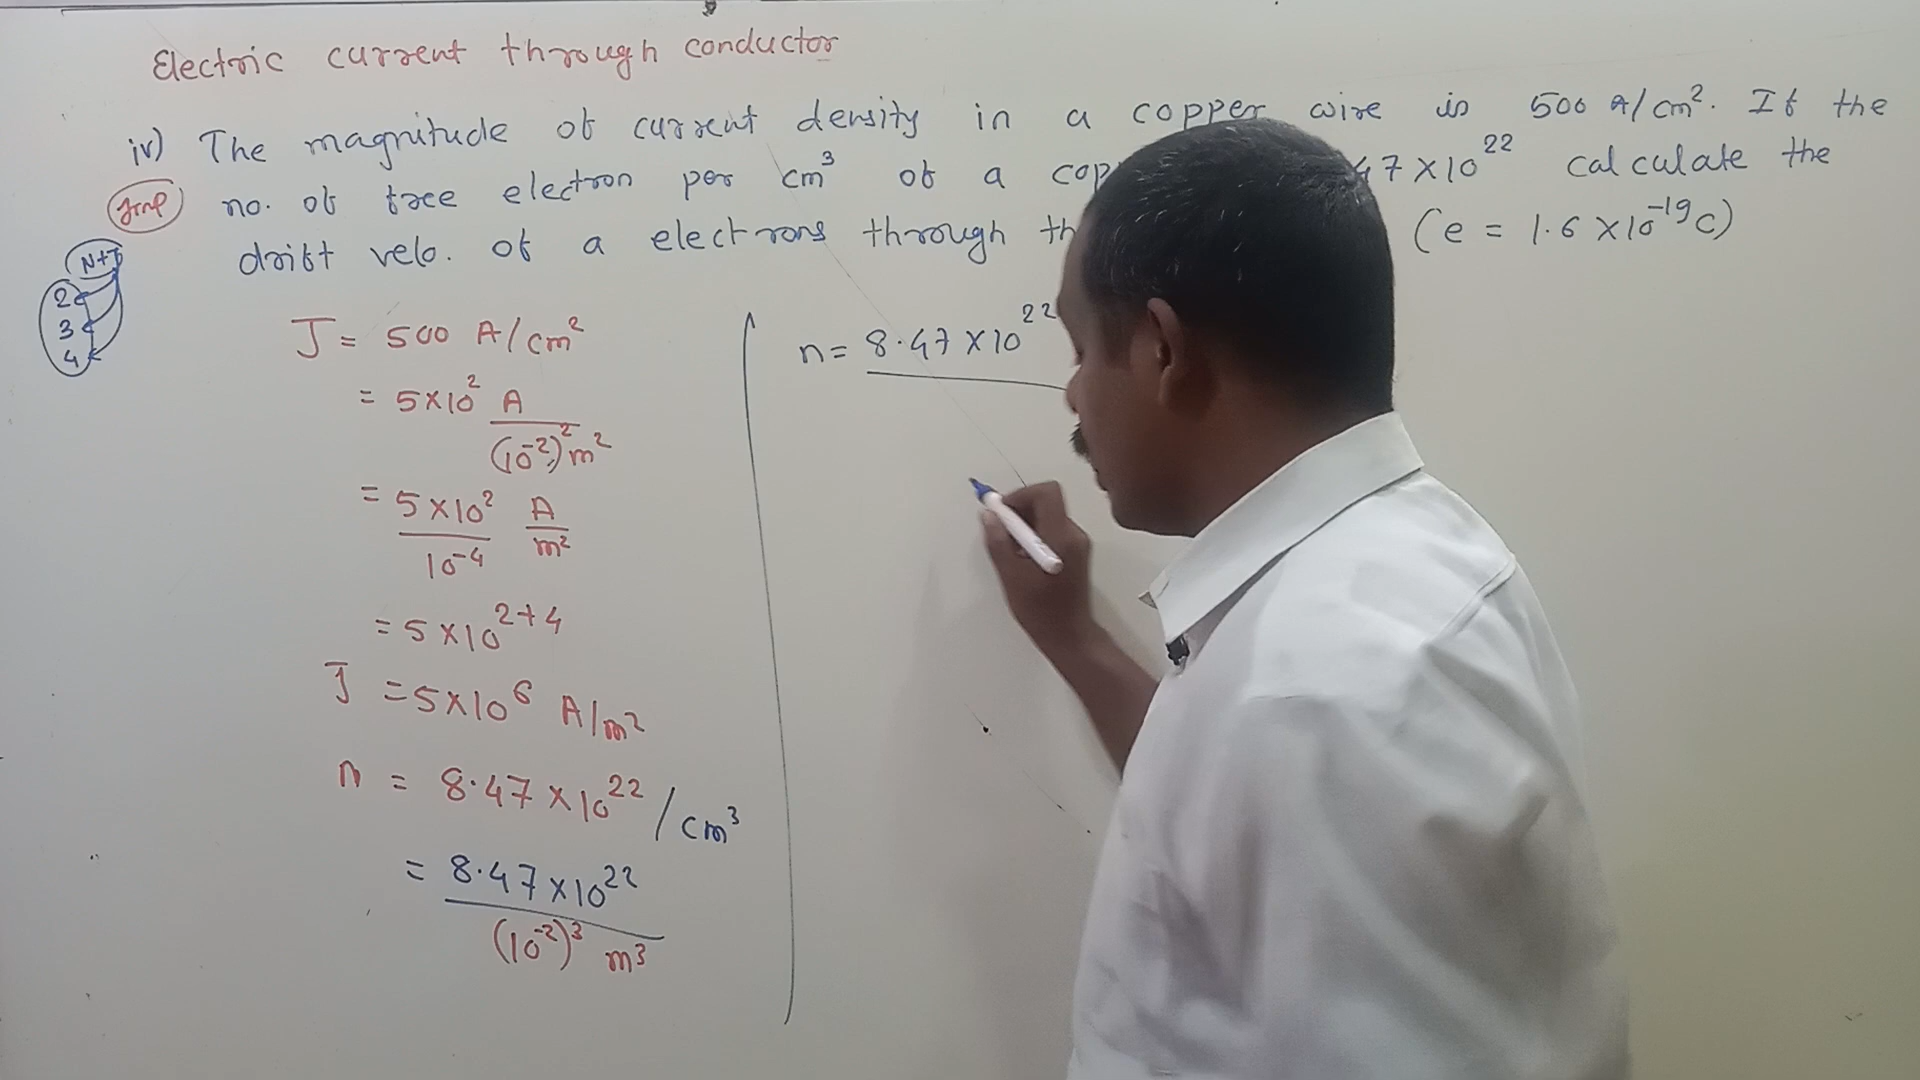 Electric current through conductor
iv) The magnitude of current density in a copper wire is 500 A/cm². If the
Imp no. of free electron per cm³ of a cop 47×10²² calculate the
drift velo. of a electrons through th (e = 1.6×10⁻¹⁹C)
N+T
2
3
4
J = 500 A/cm²
= 5×10² A
(10⁻²)²m²
= 5×10² A
10⁻⁴ m²
= 5×10²⁺⁴
J = 5×10⁶ A/m²
n = 8.47×10²² /cm³
= 8.47×10²²
(10⁻²)³ m³
n = 8.47×10²²